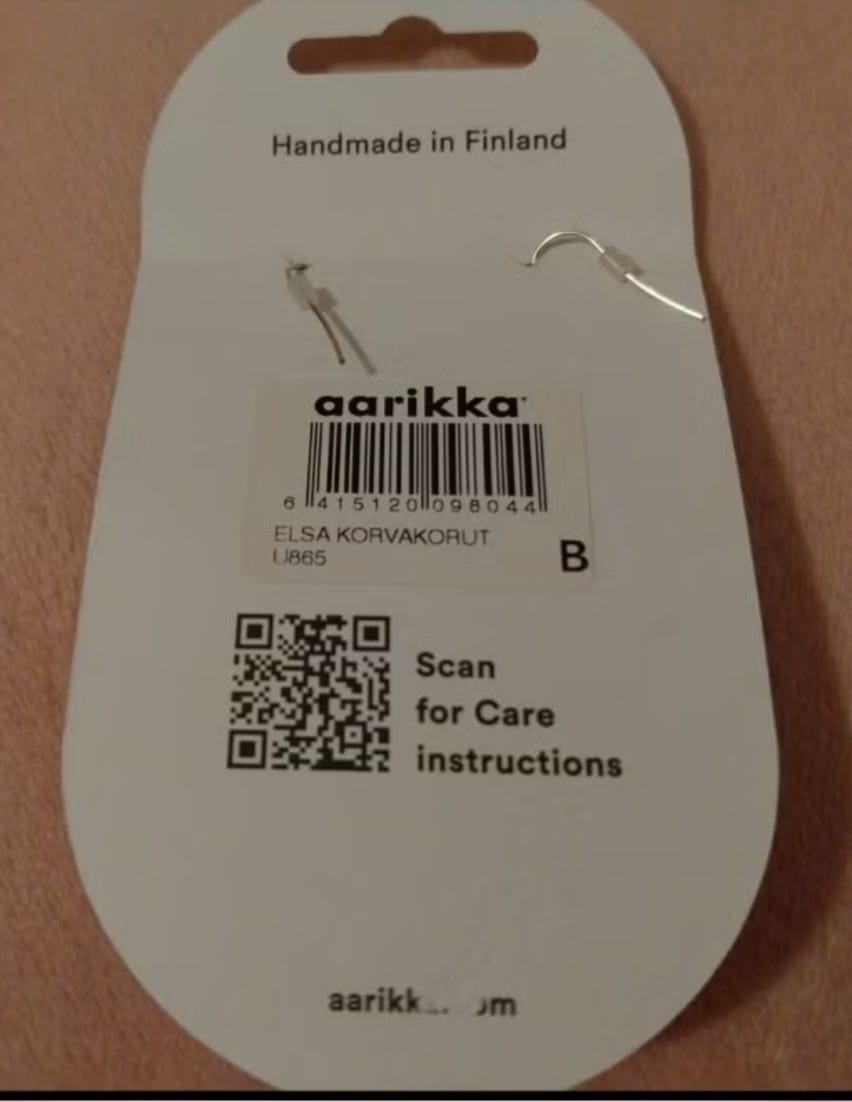 Handmade in Finland
aarikka
6 415120 098044
ELSA KORVAKORUT
U865
B
Scan
for Care
instructions